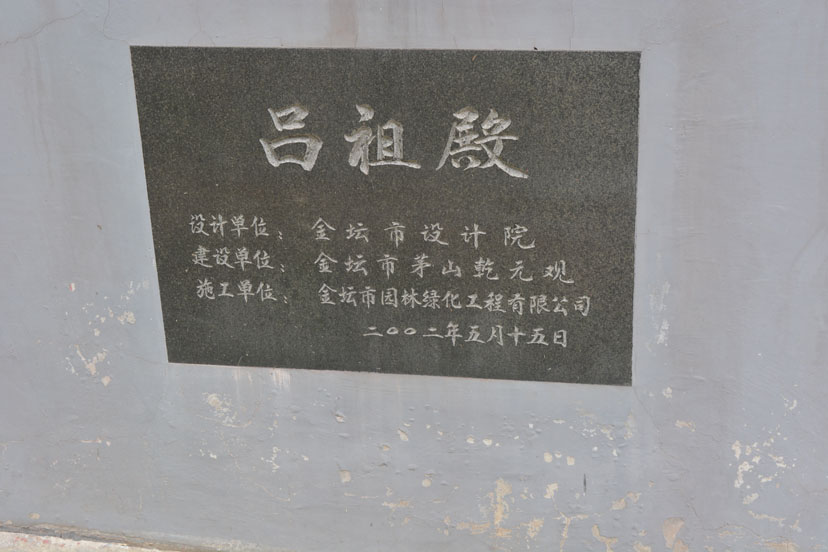 吕祖殿
设计单位：金坛市设计院
建设单位：金坛市茅山乾元观
施工单位：金坛市园林绿化工程有限公司
二〇〇二年五月十五日